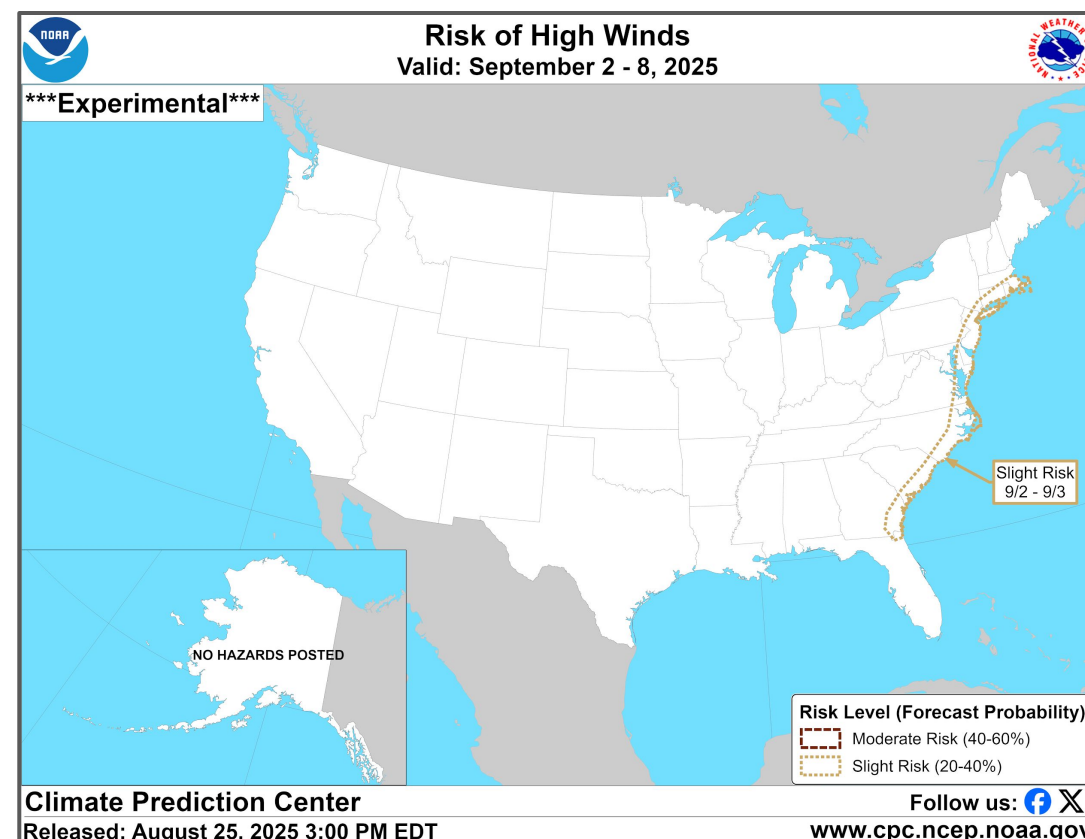 NOAA
Risk of High Winds
Valid: September 2 - 8, 2025
NATIONAL WEATHER
***Experimental***
Slight Risk
9/2 - 9/3
NO HAZARDS POSTED
Risk Level (Forecast Probability)
Moderate Risk (40-60%)
Slight Risk (20-40%)
Climate Prediction Center
Follow us:
Released: August 25, 2025 3:00 PM EDT
www.cpc.ncep.noaa.gov